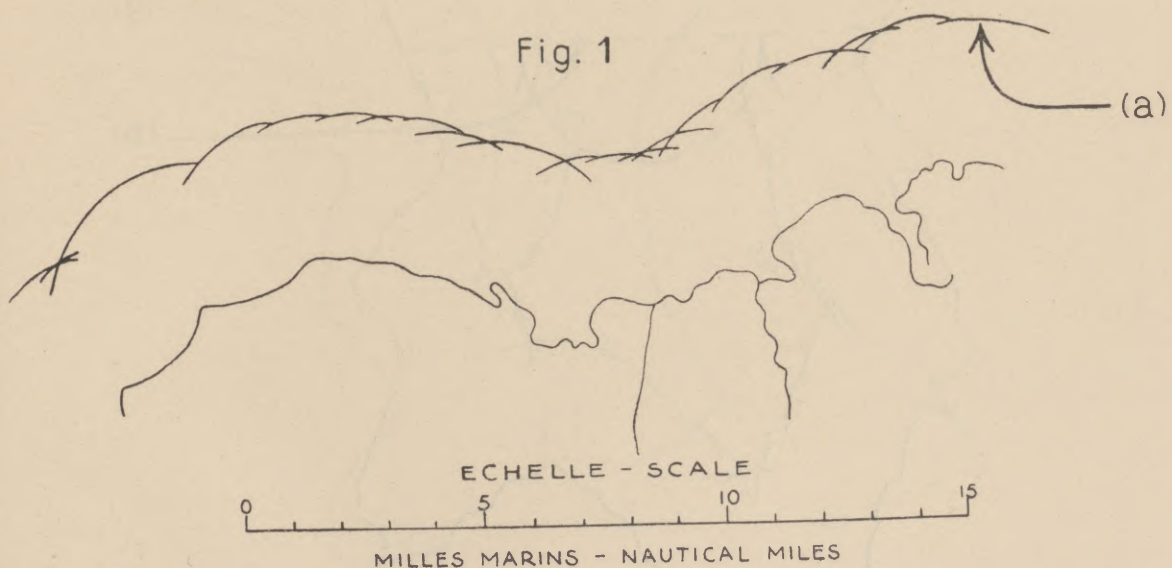 Fig. 1
(a)
ECHELLE - SCALE
0 5 10 15
MILLES MARINS - NAUTICAL MILES